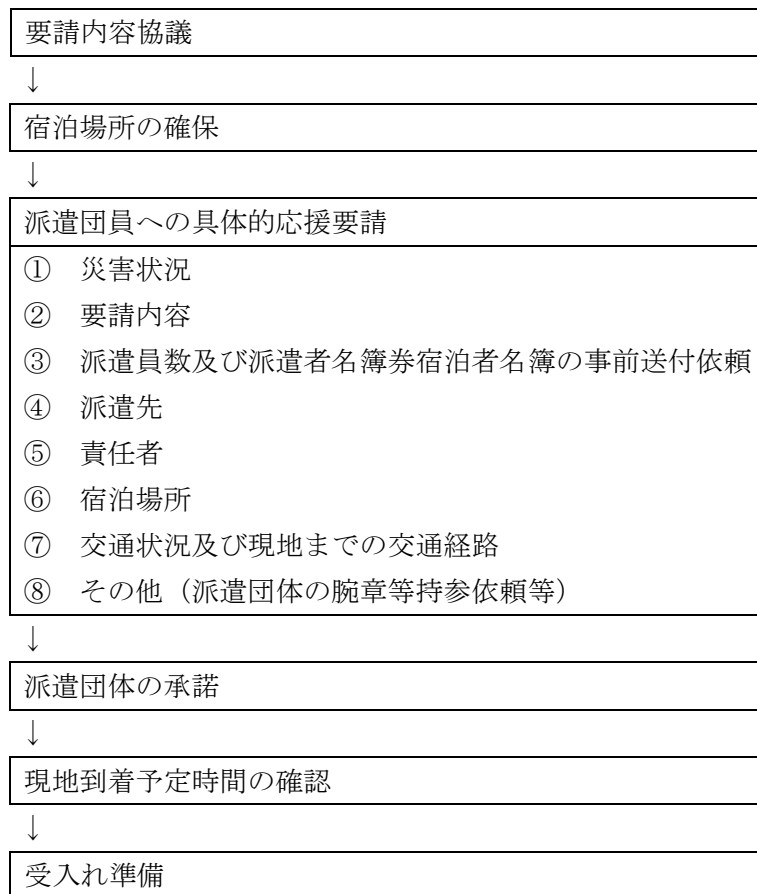 要請内容協議
↓
宿泊場所の確保
↓
派遣団員への具体的応援要請
① 災害状況
② 要請内容
③ 派遣員数及び派遣者名簿券宿泊者名簿の事前送付依頼
④ 派遣先
⑤ 責任者
⑥ 宿泊場所
⑦ 交通状況及び現地までの交通経路
⑧ その他（派遣団体の腕章等持参依頼等）
↓
派遣団体の承諾
↓
現地到着予定時間の確認
↓
受入れ準備